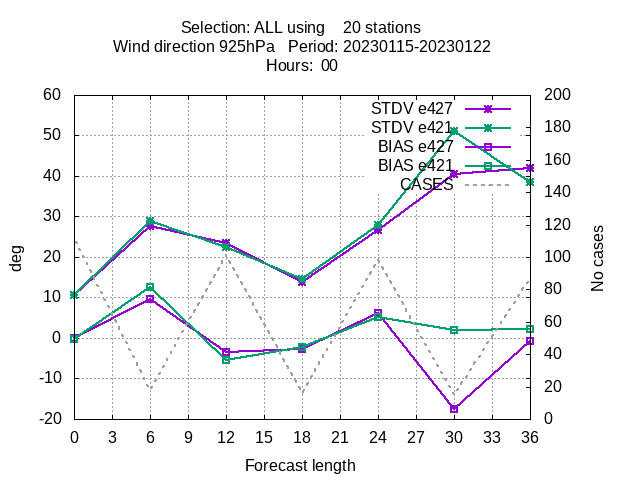 Selection: ALL using    20 stations
Wind direction 925hPa   Period: 20230115-20230122
Hours:  00
60
50
40
30
20
10
0
-10
-20
200
180
160
140
120
100
80
60
40
20
0
STDV e427
STDV e421
BIAS e427
BIAS e421
CASES
deg
No cases
0 3 6 9 12 15 18 21 24 27 30 33 36
Forecast length